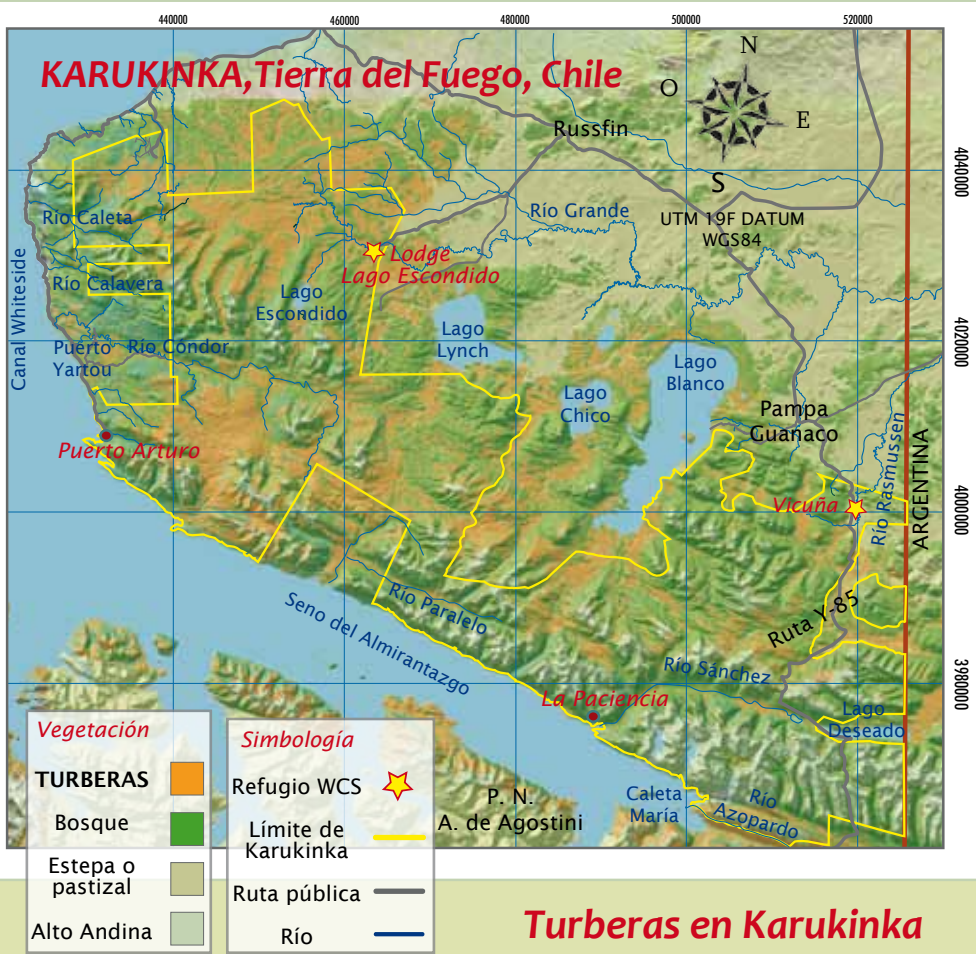 440000
460000
480000
500000
520000
KARUKINKA, Tierra del Fuego, Chile
N
O
E
S
Russfin
4040000
Río Caleta
Río Grande
UTM 19F DATUM
WGS84
Lodge
Lago Escondido
Canal Whiteside
Río Calavera
Lago
Escondido
Lago
Lynch
4020000
Puerto
Yartou
Río Cóndor
Lago
Blanco
Lago
Chico
Pampa
Guanaco
Puerto Arturo
Río Rasmussen
ARGENTINA
Vicuña
4000000
Río Paralelo
Seno del Almirantazgo
Ruta Y-85
Río Sánchez
3980000
La Paciencia
Lago
Deseado
Caleta
María
Río
Azopardo
P. N.
A. de Agostini
Vegetación
TURBERAS
Bosque
Estepa o
pastizal
Alto Andina
Simbología
Refugio WCS
Límite de
Karukinka
Ruta pública
Río
Turberas en Karukinka